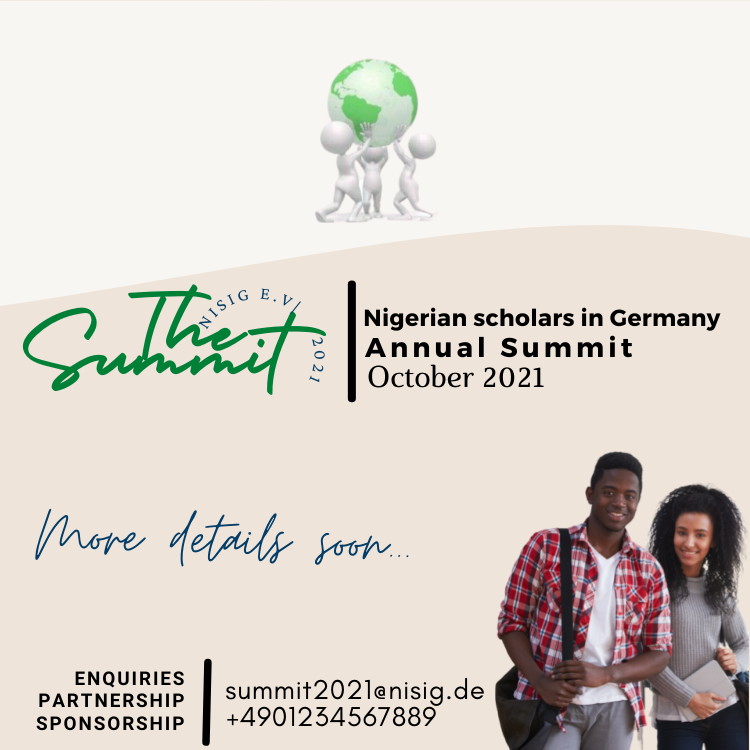 The
Summit
NISIG E.V/
2021
Nigerian scholars in Germany
Annual Summit
October 2021
More details soon...
ENQUIRIES
PARTNERSHIP
SPONSORSHIP
summit2021@nisig.de
+4901234567889